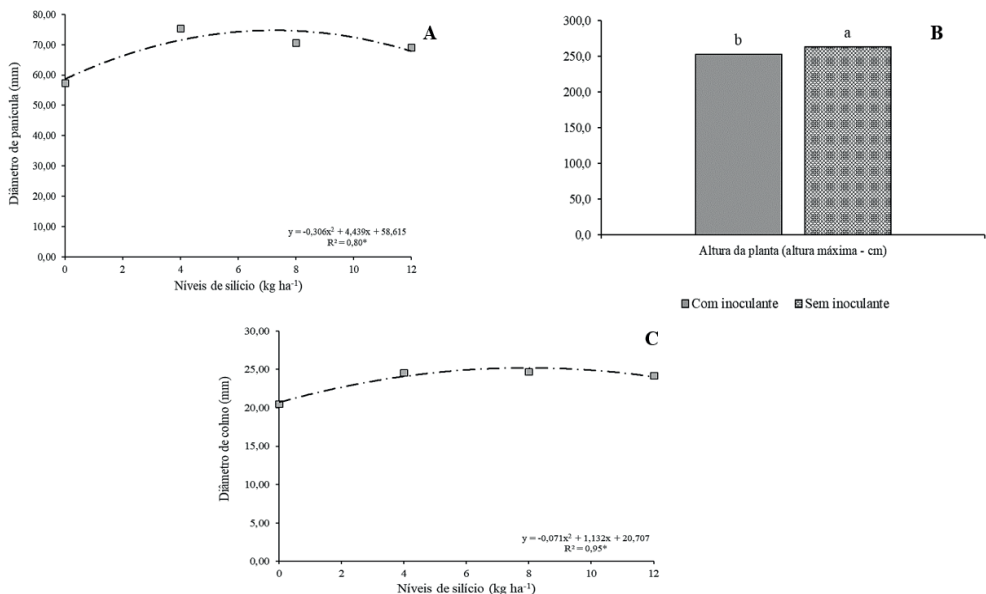 A
80,00
70,00
60,00
50,00
40,00
30,00
20,00
10,00
0,00
Diâmetro de panícula (mm)
y = -0,306x² + 4,439x + 58,615
R² = 0,80*
0 2 4 6 8 10 12
Níveis de silício (kg ha⁻¹)
B
300,0
250,0
200,0
150,0
100,0
50,0
0,0
b a
Altura da planta (altura máxima - cm)
Com inoculante Sem inoculante
C
30,00
25,00
20,00
15,00
10,00
5,00
0,00
Diâmetro de colmo (mm)
y = -0,071x² + 1,132x + 20,707
R² = 0,95*
0 2 4 6 8 10 12
Níveis de silício (kg ha⁻¹)